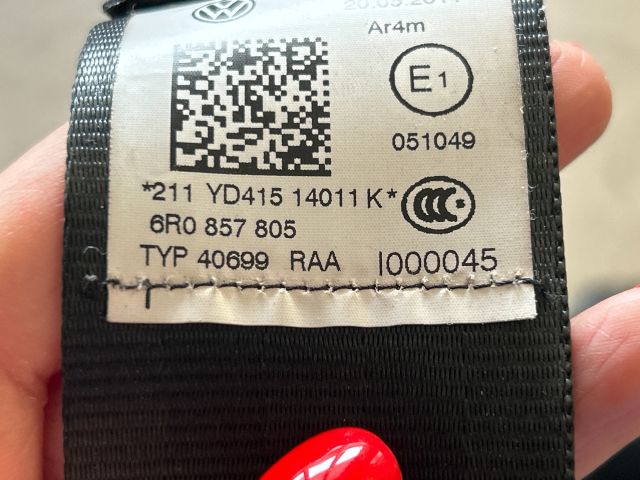 Ar4m
E1
051049
*211 YD415 14011 K*
6R0 857 805
TYP 40699 RAA I000045